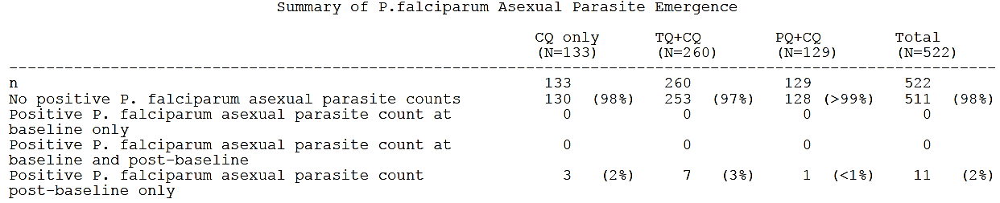 Summary of P.falciparum Asexual Parasite Emergence
CQ only TQ+CQ PQ+CQ Total
(N=133) (N=260) (N=129) (N=522)
n 133 260 129 522
No positive P. falciparum asexual parasite counts 130 (98%) 253 (97%) 128 (>99%) 511 (98%)
Positive P. falciparum asexual parasite count at 0 0 0 0
baseline only
Positive P. falciparum asexual parasite count at 0 0 0 0
baseline and post-baseline
Positive P. falciparum asexual parasite count 3 (2%) 7 (3%) 1 (<1%) 11 (2%)
post-baseline only